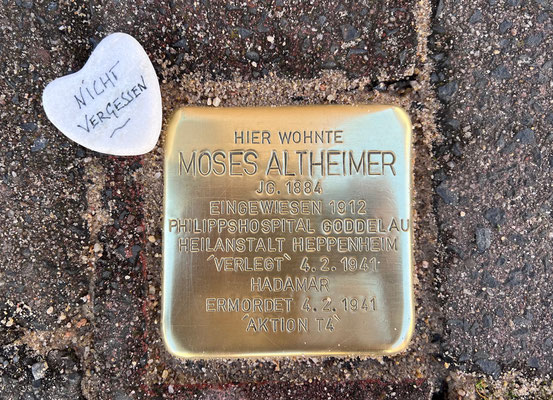 NICHT
VERGESSEN
HIER WOHNTE
MOSES ALTHEIMER
JG. 1884
EINGEWIESEN 1912
PHILIPPSHOSPITAL GODDELAU
HEILANSTALT HEPPENHEIM
"VERLEGT" 4.2.1941
HADAMAR
ERMORDET 4.2.1941
"AKTION T4"